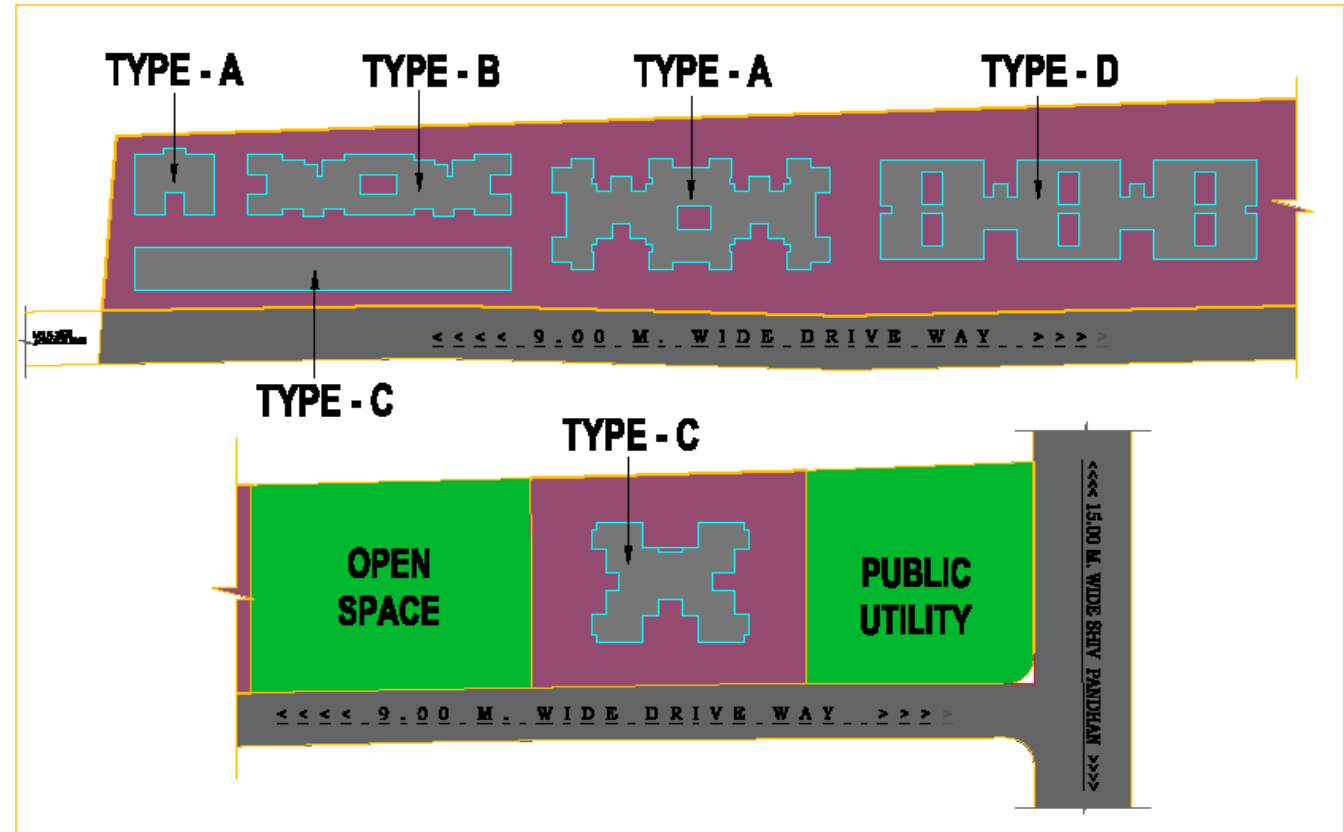 TYPE - A
TYPE - B
TYPE - A
TYPE - D
<<<< 9.00 M. WIDE DRIVE WAY >>>>
TYPE - C
TYPE - C
OPEN
SPACE
PUBLIC
UTILITY
<<<< 15.00 M. WIDE SHIV PANDHAN >>>>
<<<< 9.00 M. WIDE DRIVE WAY >>>>